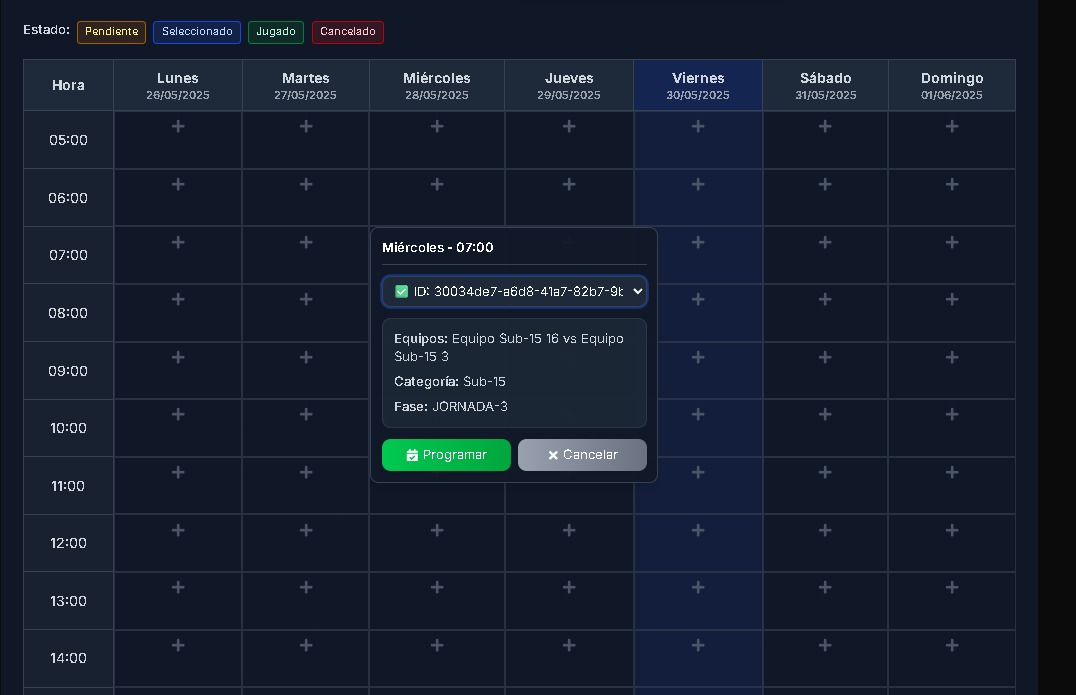 Estado: Pendiente Seleccionado Jugado Cancelado
Hora Lunes Martes Miércoles Jueves Viernes Sábado Domingo
26/05/2025 27/05/2025 28/05/2025 29/05/2025 30/05/2025 31/05/2025 01/06/2025
05:00 + + + + + + +
06:00 + + + + + + +
07:00 + + + + +
Miércoles - 07:00
✅ ID: 30034de7-a6d8-41a7-82b7-9b
08:00 + + + + +
Equipos: Equipo Sub-15 16 vs Equipo
Sub-15 3
09:00 + + + + +
Categoría: Sub-15
Fase: JORNADA-3
10:00 + + + + +
Programar Cancelar
11:00 + + + + +
12:00 + + + + + + +
13:00 + + + + + + +
14:00 + + + + + + +